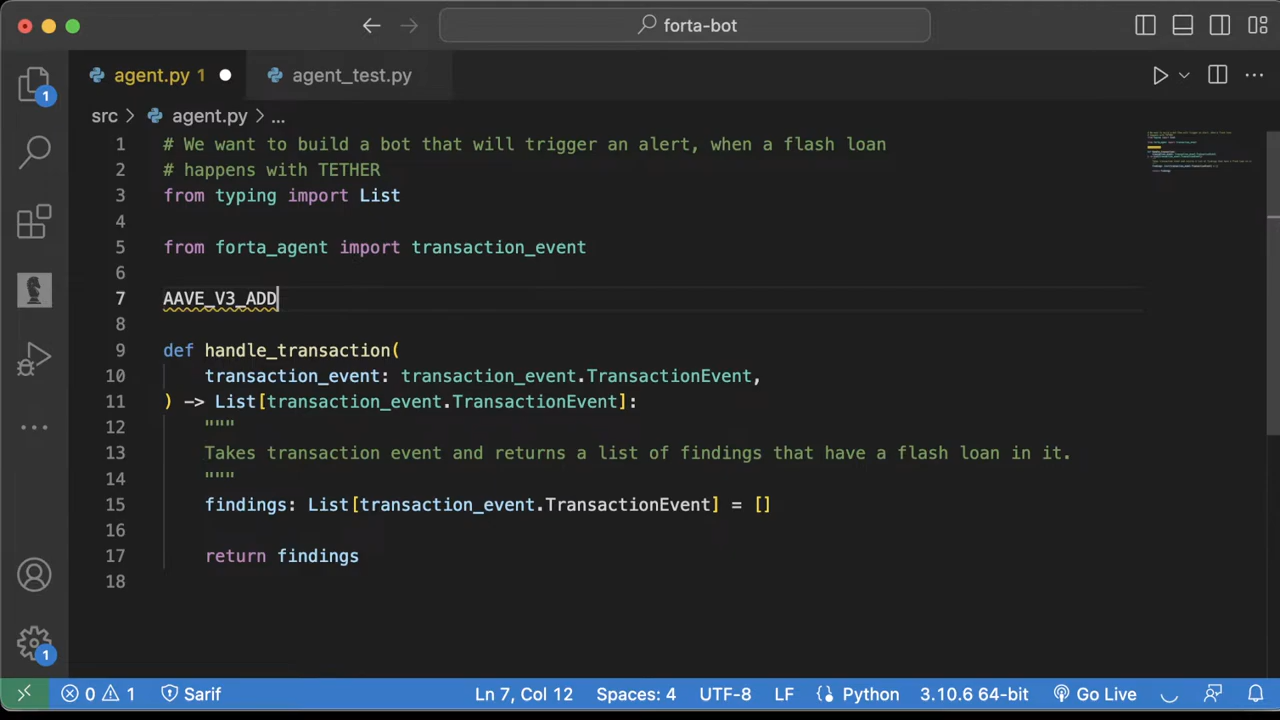 forta-bot
agent.py 1
agent_test.py
src > agent.py > ...
1 # We want to build a bot that will trigger an alert, when a flash loan
2 # happens with TETHER
3 from typing import List
4
5 from forta_agent import transaction_event
6
7 AAVE_V3_ADD
8
9 def handle_transaction(
10     transaction_event: transaction_event.TransactionEvent,
11 ) -> List[transaction_event.TransactionEvent]:
12     """
13     Takes transaction event and returns a list of findings that have a flash loan in it.
14     """
15     findings: List[transaction_event.TransactionEvent] = []
16
17     return findings
18
1
1
0 1 Sarif Ln 7, Col 12 Spaces: 4 UTF-8 LF Python 3.10.6 64-bit Go Live